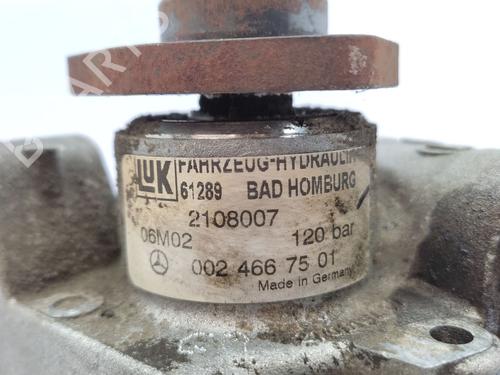 LUK FAHRZEUG-HYDRAULIK
61289 BAD HOMBURG
2108007
06M02 120 bar
002 466 75 01
Made in Germany